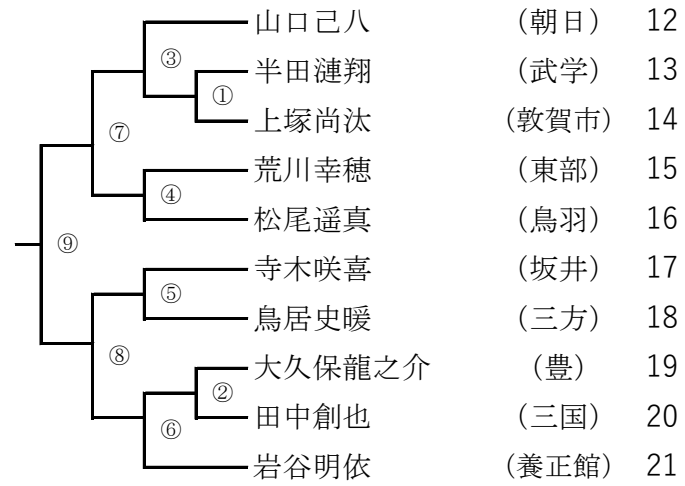 山口己八 (朝日) 12
③
半田漣翔 (武学) 13
①
上塚尚汰 (敦賀市) 14
⑦
荒川幸穂 (東部) 15
④
松尾遥真 (鳥羽) 16
⑨
寺木咲喜 (坂井) 17
⑤
鳥居史暖 (三方) 18
⑧
大久保龍之介 (豊) 19
②
田中創也 (三国) 20
⑥
岩谷明依 (養正館) 21